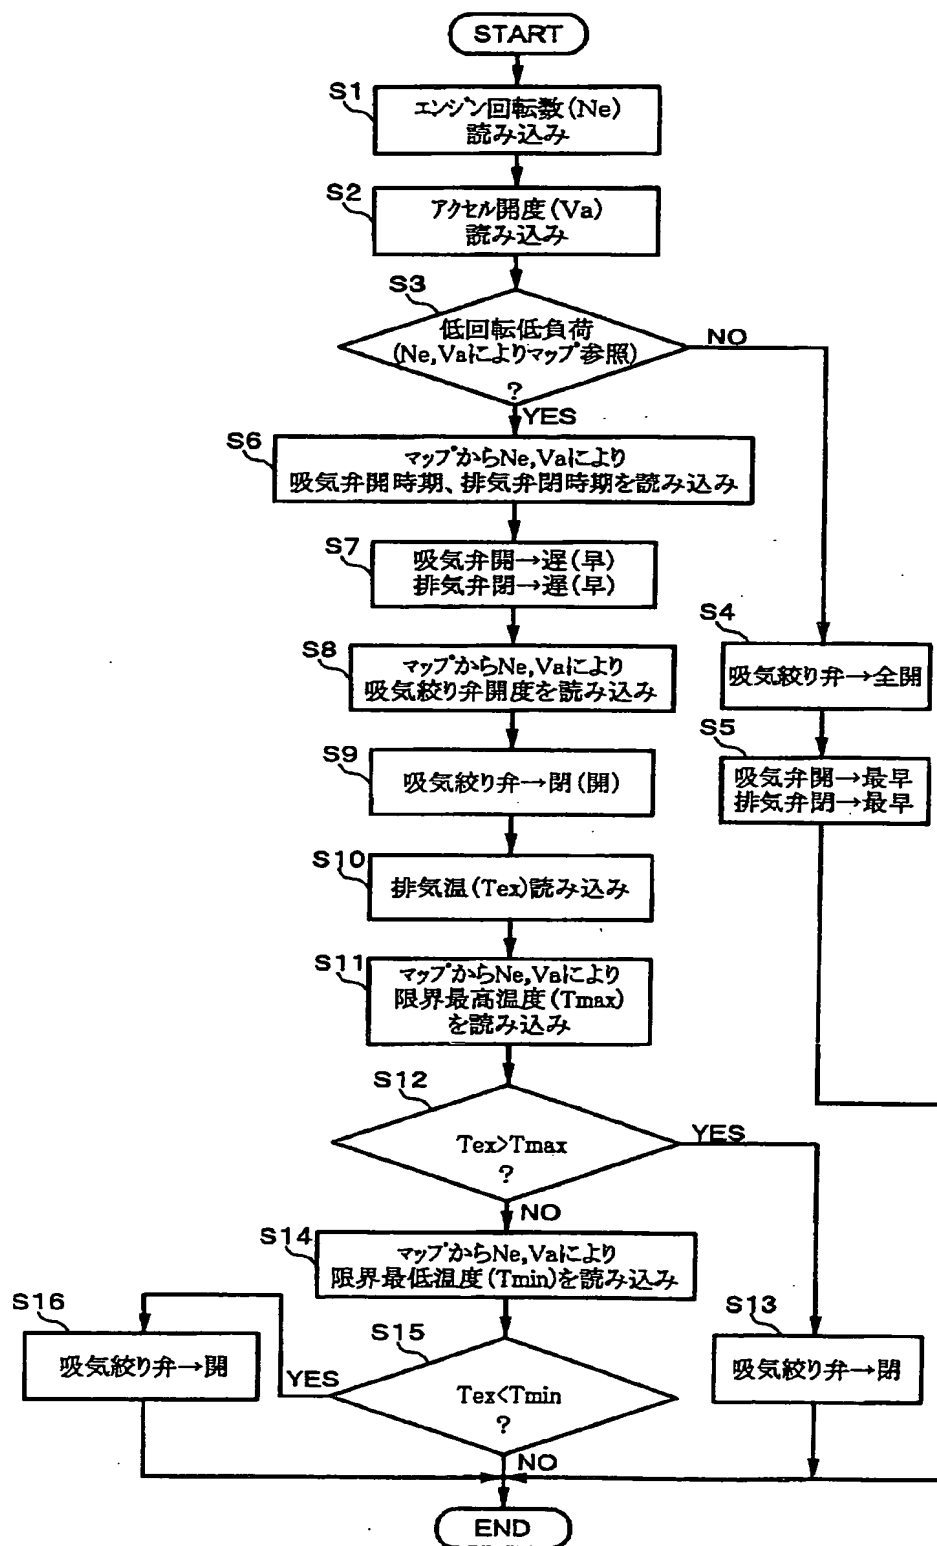 START
S1
エンジン回転数(Ne)
読み込み
S2
アクセル開度(Va)
読み込み
S3
低回転低負荷
(Ne,Vaによりマップ参照)
?
NO
YES
S6
マップからNe,Vaにより
吸気弁開時期、排気弁閉時期を読み込み
S7
吸気弁開→遅(早)
排気弁閉→遅(早)
S4
吸気絞り弁→全開
S8
マップからNe,Vaにより
吸気絞り弁開度を読み込み
S5
吸気弁開→最早
排気弁閉→最早
S9
吸気絞り弁→閉(開)
S10
排気温(Tex)読み込み
S11
マップからNe,Vaにより
限界最高温度(Tmax)
を読み込み
S12
Tex>Tmax
?
YES
NO
S14
マップからNe,Vaにより
限界最低温度(Tmin)を読み込み
S16
吸気絞り弁→開
S15
YES
Tex<Tmin
?
S13
吸気絞り弁→閉
NO
END